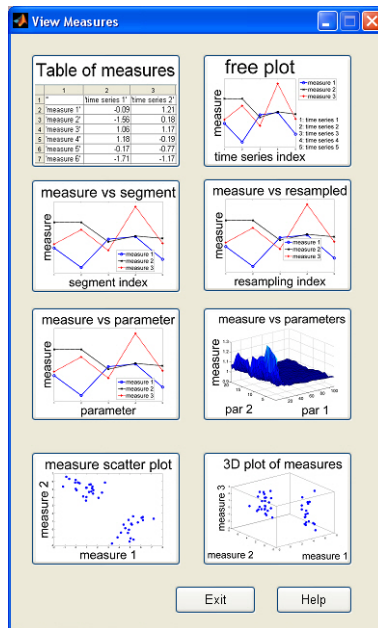 View Measures
Table of measures
1 2 3
1 '' 'time series 1' 'time series 2'
2 'measure 1' -0.09 1.21
3 'measure 2' -1.56 0.18
4 'measure 3' 1.06 1.17
5 'measure 4' 1.18 -0.19
6 'measure 5' -0.17 -0.77
7 'measure 6' -1.71 -1.17
free plot
measure
measure 1
measure 2
measure 3
1: time series 1
2: time series 2
3: time series 3
4: time series 4
5: time series 5
time series index
measure vs segment
measure
measure 1
measure 2
measure 3
segment index
measure vs resampled
measure
measure 1
measure 2
measure 3
resampling index
measure vs parameter
measure
measure 1
measure 2
measure 3
parameter
measure vs parameters
measure
par 2
par 1
measure scatter plot
measure 2
measure 1
3D plot of measures
measure 3
measure 2
measure 1
Exit
Help